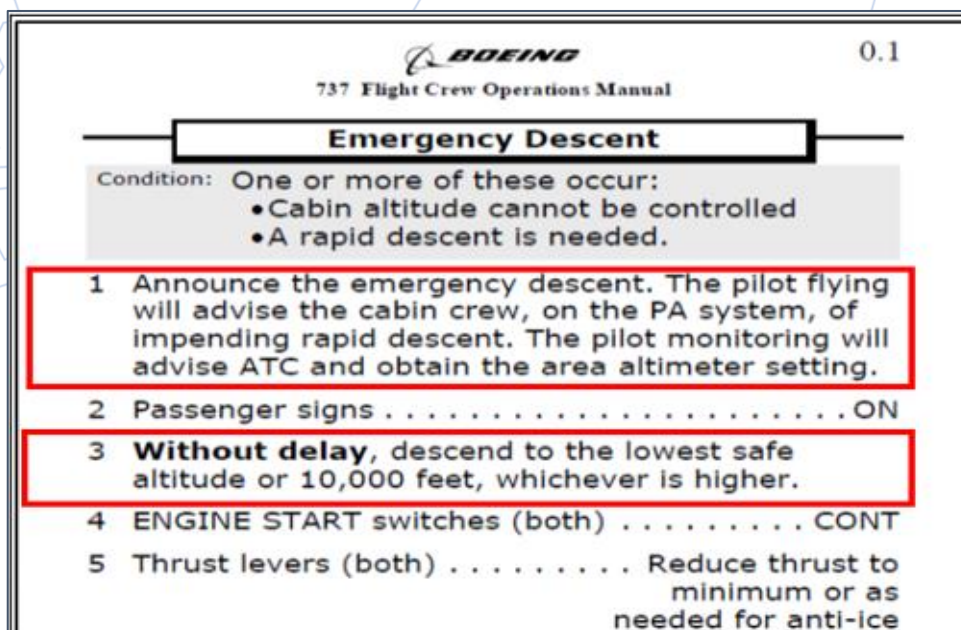 BOEING
0.1
737 Flight Crew Operations Manual
Emergency Descent
Condition: One or more of these occur:
•Cabin altitude cannot be controlled
•A rapid descent is needed.
1 Announce the emergency descent. The pilot flying
will advise the cabin crew, on the PA system, of
impending rapid descent. The pilot monitoring will
advise ATC and obtain the area altimeter setting.
2 Passenger signs . . . . . . . . . . . . . . . . . . . . . . . ON
3 Without delay, descend to the lowest safe
altitude or 10,000 feet, whichever is higher.
4 ENGINE START switches (both) . . . . . . . . . CONT
5 Thrust levers (both) . . . . . . . . . Reduce thrust to
minimum or as
needed for anti-ice